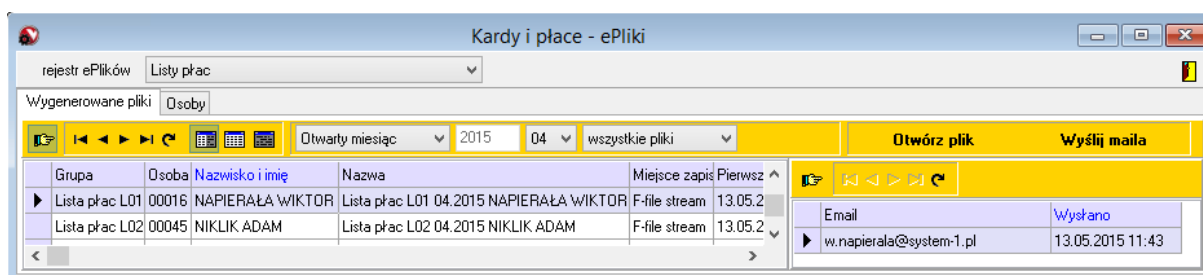 Kardy i płace - ePliki
rejestr ePlików Listy płac
Wygenerowane pliki Osoby
Otwarty miesiąc 2015 04 wszystkie pliki Otwórz plik Wyślij maila
Grupa Osoba Nazwisko i imię Nazwa Miejsce zapis Pierwsz
Lista płac L01 00016 NAPIERAŁA WIKTOR Lista płac L01 04.2015 NAPIERAŁA WIKTOR F-file stream 13.05.2
Lista płac L02 00045 NIKLIK ADAM Lista płac L02 04.2015 NIKLIK ADAM F-file stream 13.05.2
Email Wysłano
w.napierala@system-1.pl 13.05.2015 11:43